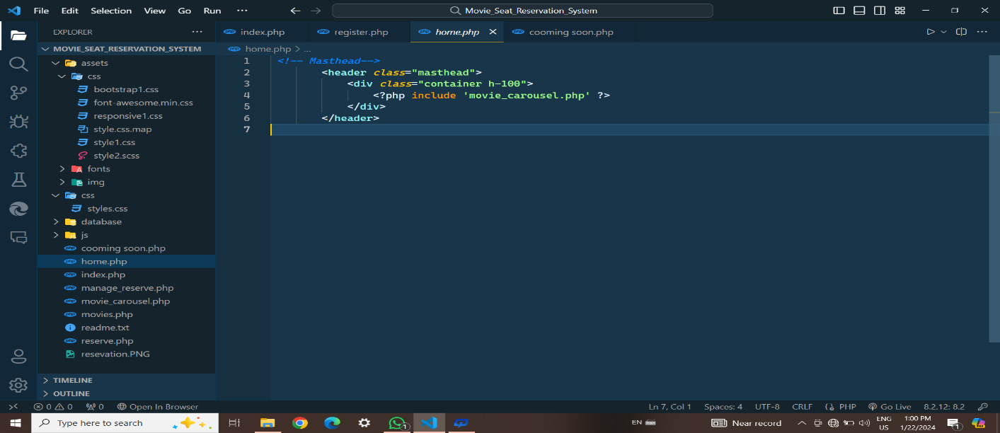 File Edit Selection View Go Run ··· Movie_Seat_Reservation_System
EXPLORER ···
index.php register.php home.php cooming soon.php
MOVIE_SEAT_RESERVATION_SYSTEM
assets
css
bootstrap1.css
font-awesome.min.css
responsive1.css
style.css.map
style1.css
style2.scss
fonts
img
css
styles.css
database
js
cooming soon.php
home.php
index.php
manage_reserve.php
movie_carousel.php
movies.php
readme.txt
reserve.php
resevation.PNG
TIMELINE
OUTLINE
home.php > ...
1 <!-- Masthead-->
2 <header class="masthead">
3 <div class="container h-100">
4 <?php include 'movie_carousel.php' ?>
5 </div>
6 </header>
7
0 0 0 Open In Browser Ln 7, Col 1 Spaces: 4 UTF-8 CRLF PHP Go Live 8.2.12: 8.2
Type here to search
1
EN
Near record
ENG
US
1:00 PM
1/22/2024
1